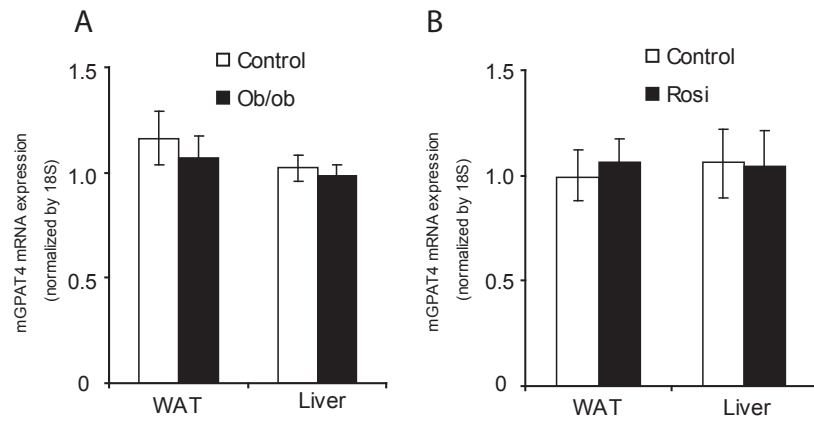 A
Control
Ob/ob
mGPAT4 mRNA expression
(normalized by 18S)
1.5
1.0
0.5
0
WAT
Liver
B
Control
Rosi
mGPAT4 mRNA expression
(normalized by 18S)
1.5
1.0
0.5
0
WAT
Liver